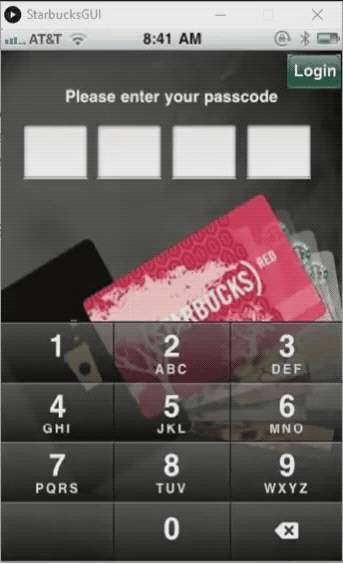 StarbucksGUI
AT&T 8:41 AM
Login
Please enter your passcode
STARBUCKS) RED
1 2 3
ABC DEF
4 5 6
GHI JKL MNO
7 8 9
PQRS TUV WXYZ
0